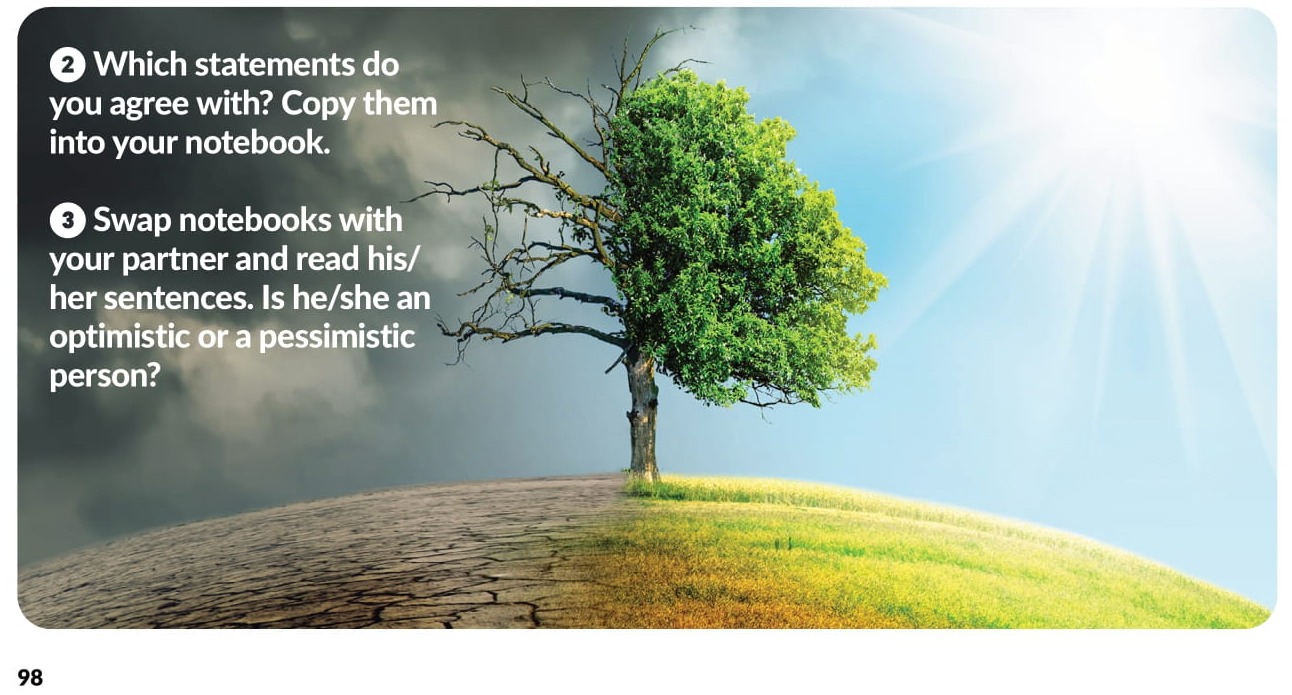 2 Which statements do
you agree with? Copy them
into your notebook.
3 Swap notebooks with
your partner and read his/
her sentences. Is he/she an
optimistic or a pessimistic
person?
98